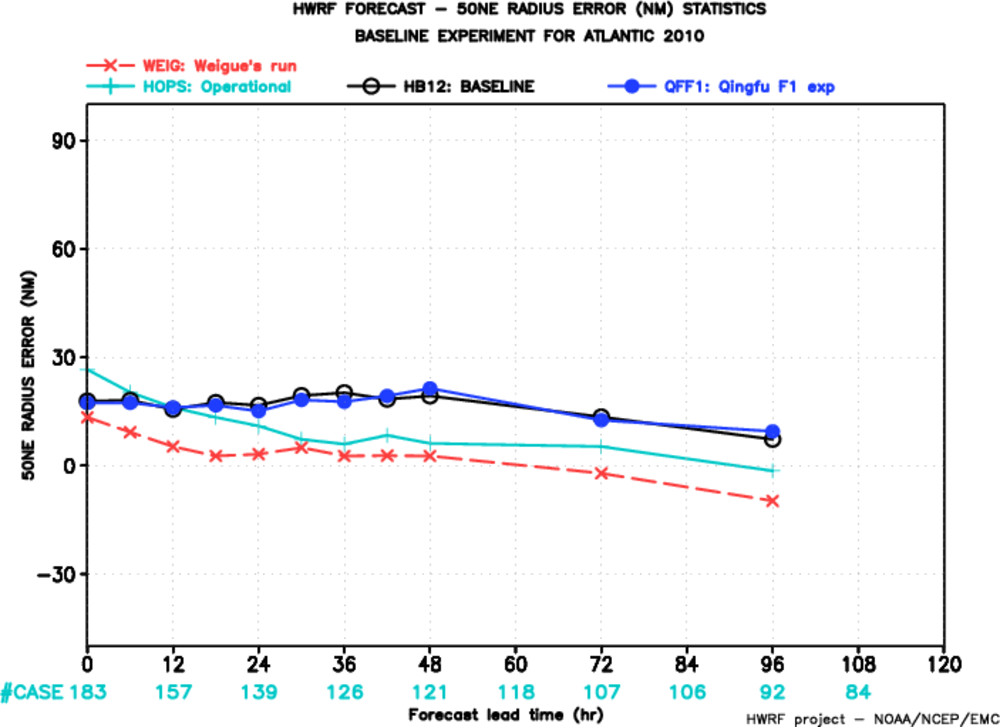 HWRF FORECAST – 50NE RADIUS ERROR (NM) STATISTICS
BASELINE EXPERIMENT FOR ATLANTIC 2010
WEIG: Weigue's run
HOPS: Operational HB12: BASELINE QFF1: Qingfu F1 exp
90
60
30
0
−30
50NE RADIUS ERROR (NM)
0 12 24 36 48 60 72 84 96 108 120
#CASE 183 157 139 126 121 118 107 106 92 84
Forecast lead time (hr)
HWRF project – NOAA/NCEP/EMC